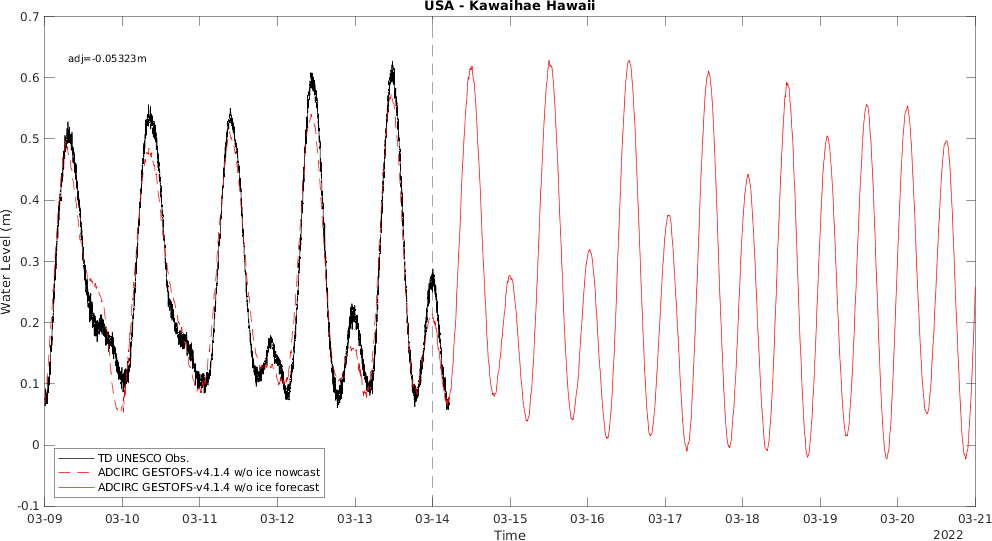 USA - Kawaihae Hawaii
0.7
adj=-0.05323m
0.6
0.5
0.4
0.3
0.2
0.1
0
-0.1
Water Level (m)
TD UNESCO Obs.
ADCIRC GESTOFS-v4.1.4 w/o ice nowcast
ADCIRC GESTOFS-v4.1.4 w/o ice forecast
03-09 03-10 03-11 03-12 03-13 03-14 03-15 03-16 03-17 03-18 03-19 03-20 03-21
Time
2022